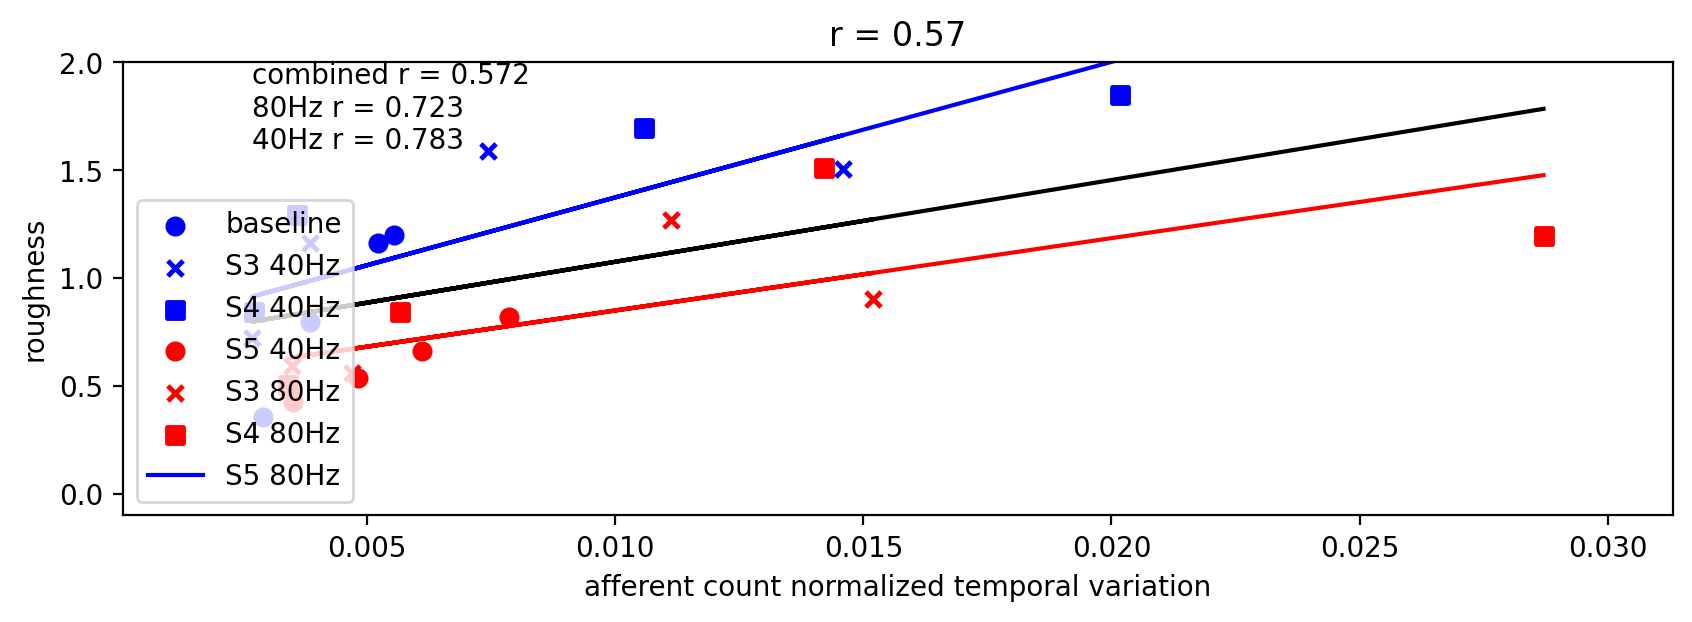 r = 0.57
combined r = 0.572
80Hz r = 0.723
40Hz r = 0.783
2.0
1.5
1.0
0.5
0.0
roughness
baseline
S3 40Hz
S4 40Hz
S5 40Hz
S3 80Hz
S4 80Hz
S5 80Hz
0.005 0.010 0.015 0.020 0.025 0.030
afferent count normalized temporal variation